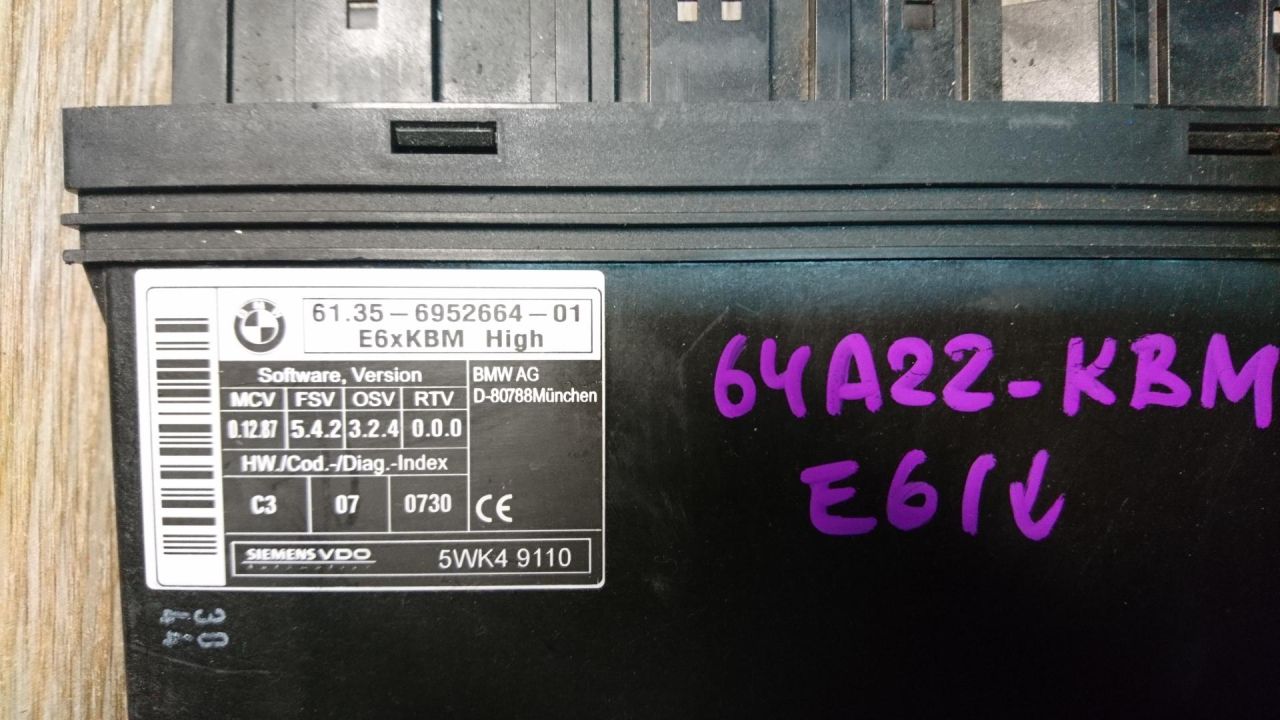 61.35-6952664-01
E6xKBM High
Software, Version
MCV FSV OSV RTV
0.12.87 5.4.2 3.2.4 0.0.0
HW./Cod.-/Diag.-Index
C3 07 0730
BMW AG
D-80788München
CE
SIEMENS VDO
Automotive
5WK4 9110
64A22-KBM
E61